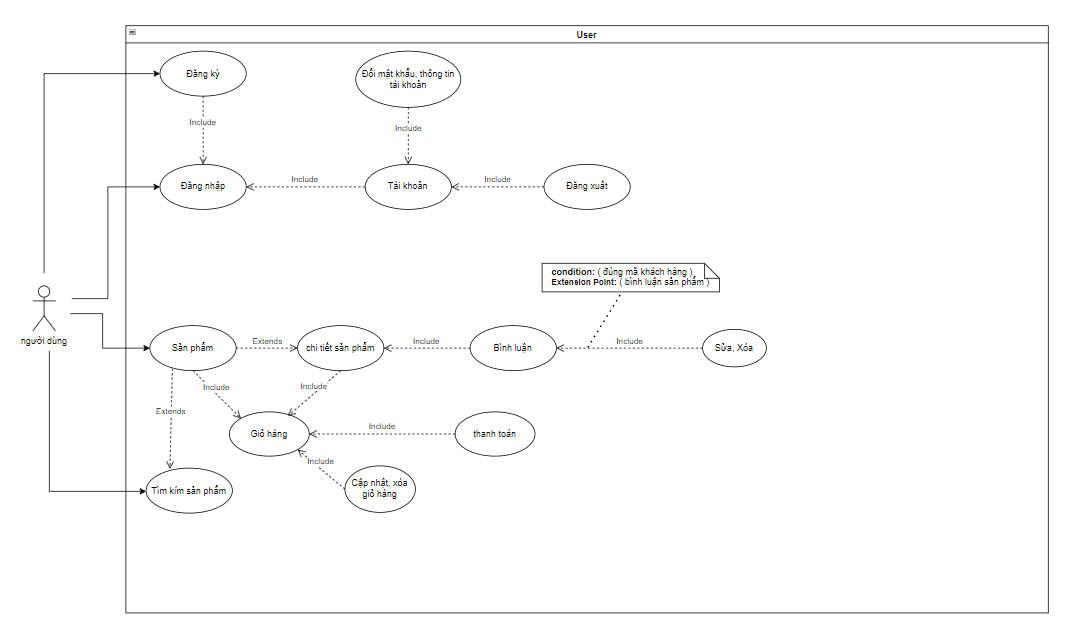 User
Đăng ký
Đổi mật khẩu, thông tin
tài khoản
Include
Include
Đăng nhập
Include
Tài khoản
Include
Đăng xuất
condition: ( đúng mã khách hàng )
Extension Point: ( bình luận sản phẩm )
người dùng
Sản phẩm
Extends
chi tiết sản phẩm
Include
Bình luận
Include
Sửa, Xóa
Include
Include
Extends
Giỏ hàng
Include
thanh toán
Include
Tìm kím sản phẩm
Cập nhật, xóa
giỏ hàng